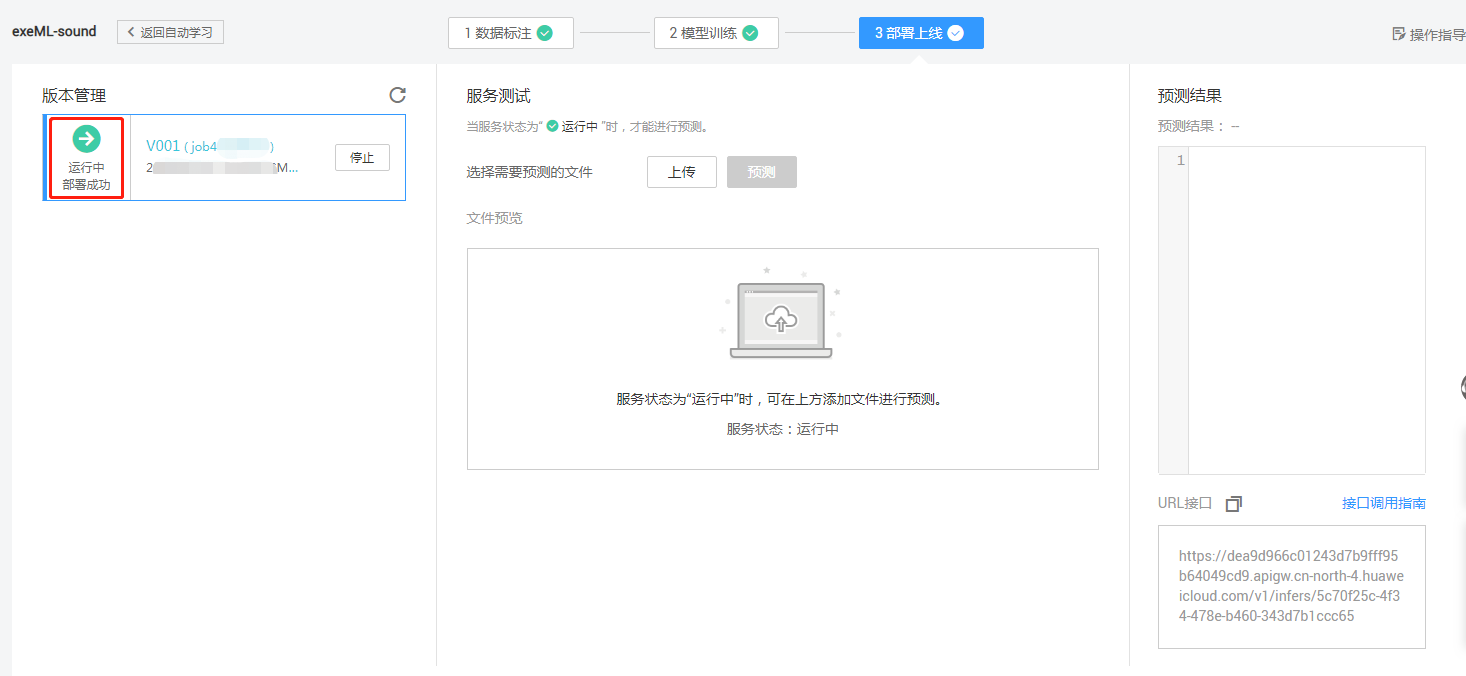 exeML-sound
返回自动学习
1 数据标注
2 模型训练
3 部署上线
操作指导
版本管理
运行中
部署成功
V001 ( job4 )
2 M...
停止
服务测试
当服务状态为“ 运行中 ”时，才能进行预测。
选择需要预测的文件
上传
预测
文件预览
服务状态为“运行中”时，可在上方添加文件进行预测。
服务状态：运行中
预测结果
预测结果： --
1
URL接口
接口调用指南
https://dea9d966c01243d7b9fff95
b64049cd9.apigw.cn-north-4.huawe
icloud.com/v1/infers/5c70f25c-4f3
4-478e-b460-343d7b1ccc65